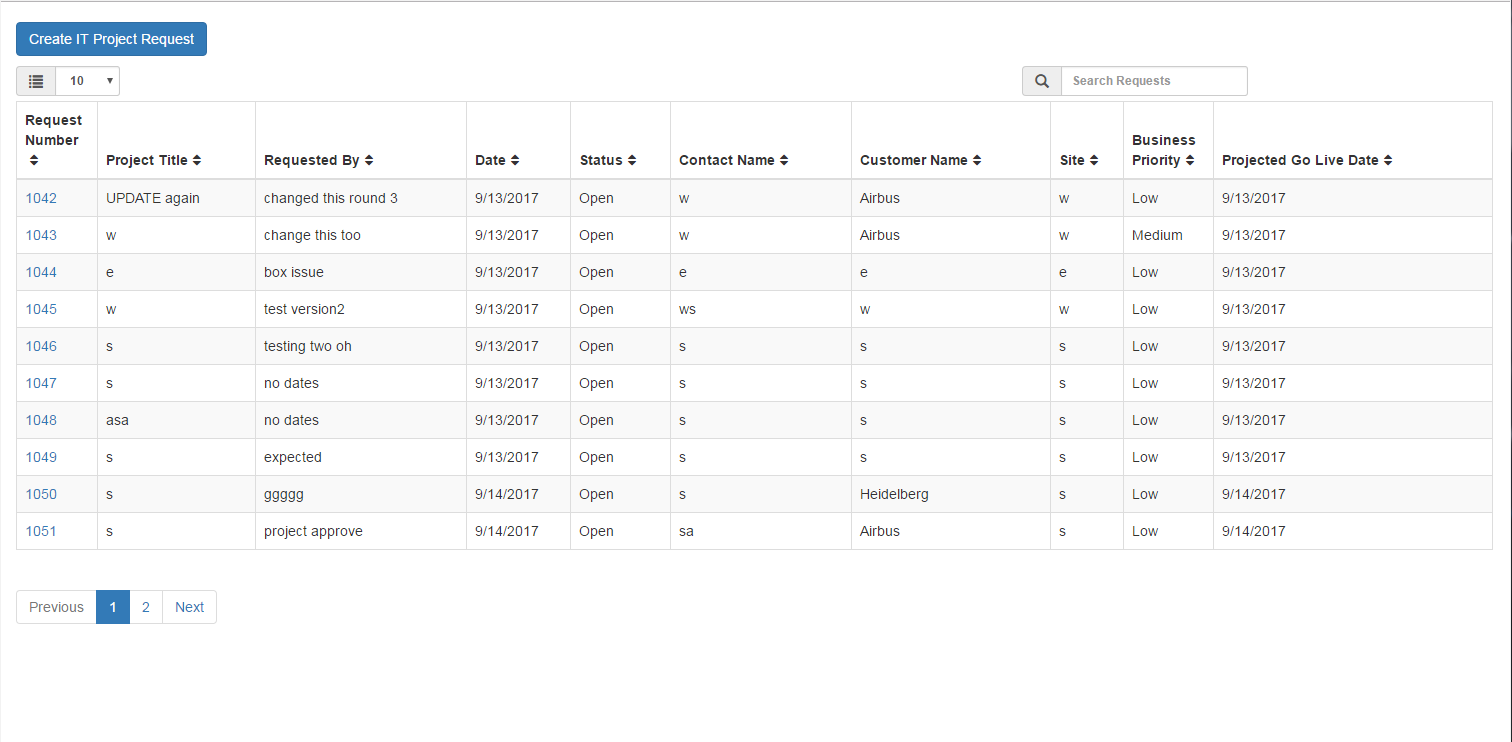 Create IT Project Request
10
Search Requests
Request Number Project Title Requested By Date Status Contact Name Customer Name Site Business Priority Projected Go Live Date
1042 UPDATE again changed this round 3 9/13/2017 Open w Airbus w Low 9/13/2017
1043 w change this too 9/13/2017 Open w Airbus w Medium 9/13/2017
1044 e box issue 9/13/2017 Open e e e Low 9/13/2017
1045 w test version2 9/13/2017 Open ws w w Low 9/13/2017
1046 s testing two oh 9/13/2017 Open s s s Low 9/13/2017
1047 s no dates 9/13/2017 Open s s s Low 9/13/2017
1048 asa no dates 9/13/2017 Open s s s Low 9/13/2017
1049 s expected 9/13/2017 Open s s s Low 9/13/2017
1050 s ggggg 9/14/2017 Open s Heidelberg s Low 9/14/2017
1051 s project approve 9/14/2017 Open sa Airbus s Low 9/14/2017
Previous 1 2 Next